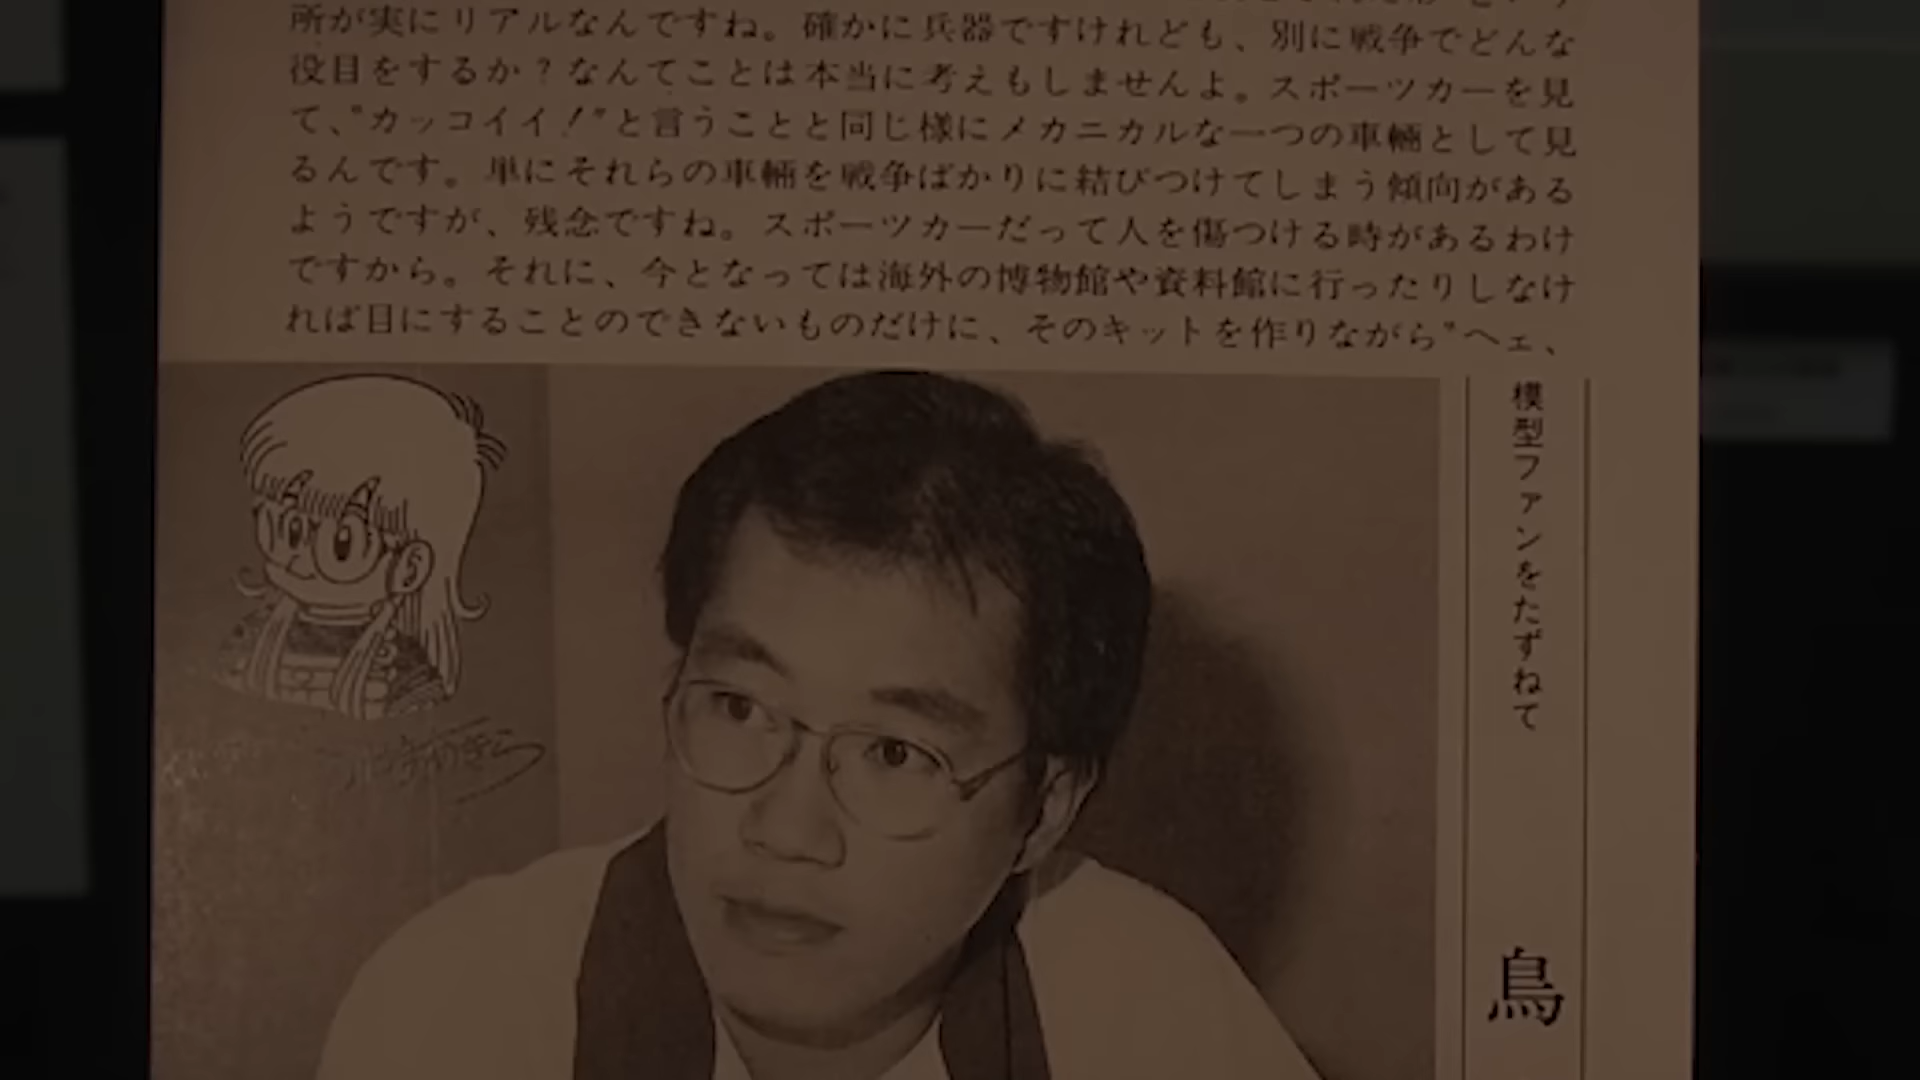 所が実にリアルなんですね。確かに兵器ですけれども、別に戦争でどんな
役目をするか？なんてことは本当に考えもしませんよ。スポーツカーを見
て、"カッコイイ！"と言うことと同じ様にメカニカルな一つの車輛として見
るんです。単にそれらの車輛を戦争ばかりに結びつけてしまう傾向がある
ようですが、残念ですね。スポーツカーだって人を傷つける時があるわけ
ですから。それに、今となっては海外の博物館や資料館に行ったりしなけ
れば目にすることのできないものだけに、そのキットを作りながら"ヘェ、
模型ファンをたずねて
鳥